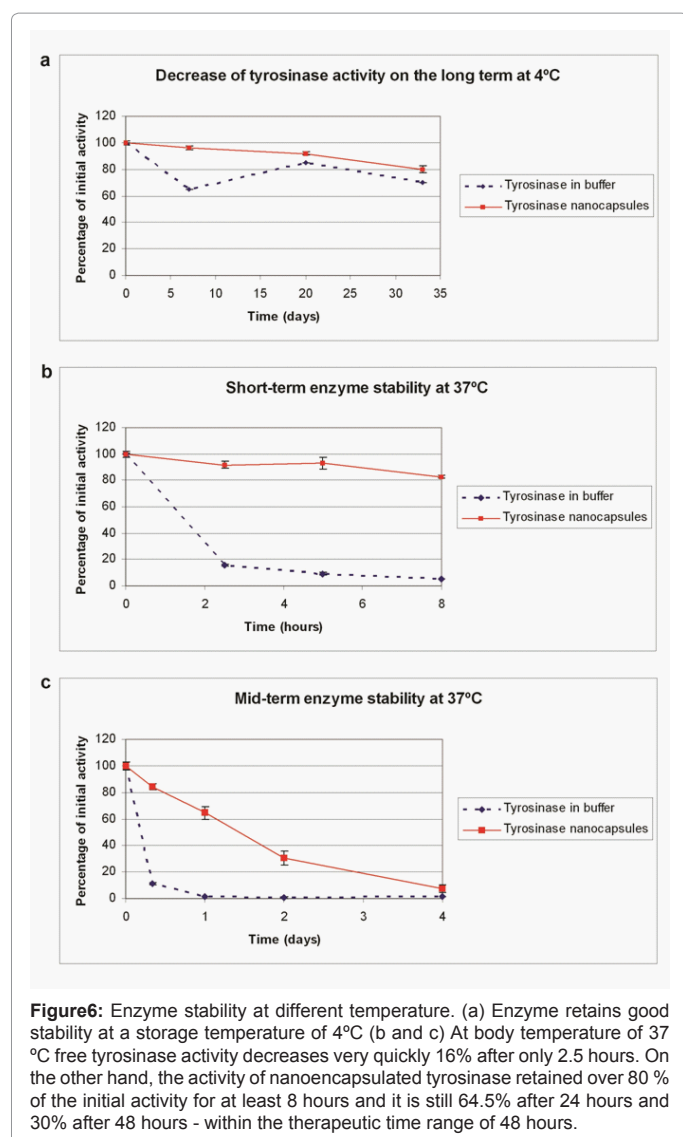 a
Decrease of tyrosinase activity on the long term at 4ºC
Percentage of initial activity
120
100
80
60
40
20
0
0 5 10 15 20 25 30 35
Time (days)
Tyrosinase in buffer
Tyrosinase nanocapsules
b
Short-term enzyme stability at 37ºC
Percentage of initial activity
120
100
80
60
40
20
0
0 2 4 6 8
Time (hours)
Tyrosinase in buffer
Tyrosinase nanocapsules
c
Mid-term enzyme stability at 37ºC
Percentage of initial activity
120
100
80
60
40
20
0
0 1 2 3 4
Time (days)
Tyrosinase in buffer
Tyrosinase nanocapsules
Figure6: Enzyme stability at different temperature. (a) Enzyme retains good
stability at a storage temperature of 4ºC (b and c) At body temperature of 37
ºC free tyrosinase activity decreases very quickly 16% after only 2.5 hours. On
the other hand, the activity of nanoencapsulated tyrosinase retained over 80 %
of the initial activity for at least 8 hours and it is still 64.5% after 24 hours and
30% after 48 hours - within the therapeutic time range of 48 hours.